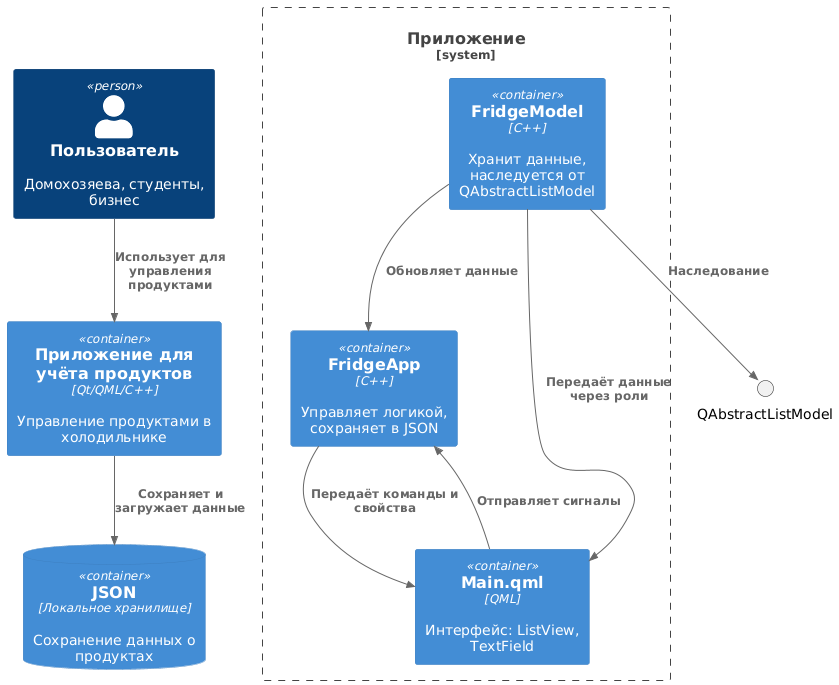 «person»
Пользователь
Домохозяева, студенты,
бизнес
Использует для
управления
продуктами
«container»
Приложение для
учёта продуктов
[Qt/QML/C++]
Управление продуктами в
холодильнике
Сохраняет и
загружает данные
«container»
JSON
[Локальное хранилище]
Сохранение данных о
продуктах
Приложение
[system]
«container»
FridgeModel
[C++]
Хранит данные,
наследуется от
QAbstractListModel
Обновляет данные
Наследование
«container»
FridgeApp
[C++]
Управляет логикой,
сохраняет в JSON
Передаёт данные
через роли
QAbstractListModel
Передаёт команды и
свойства
Отправляет сигналы
«container»
Main.qml
[QML]
Интерфейс: ListView,
TextField